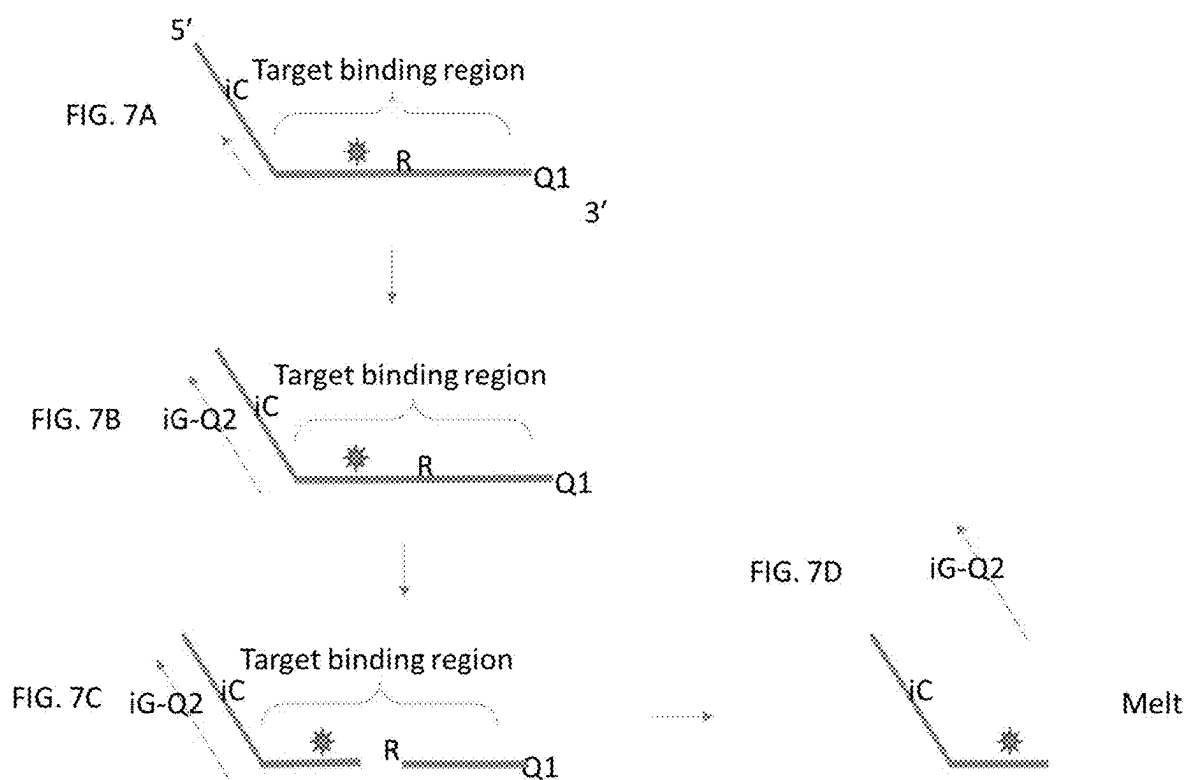 5'
iC
Target binding region
FIG. 7A
R
Q1
3'
Target binding region
FIG. 7B
iG-Q2
iC
R
Q1
FIG. 7C
iG-Q2
iC
Target binding region
R
Q1
FIG. 7D
iG-Q2
iC
Melt